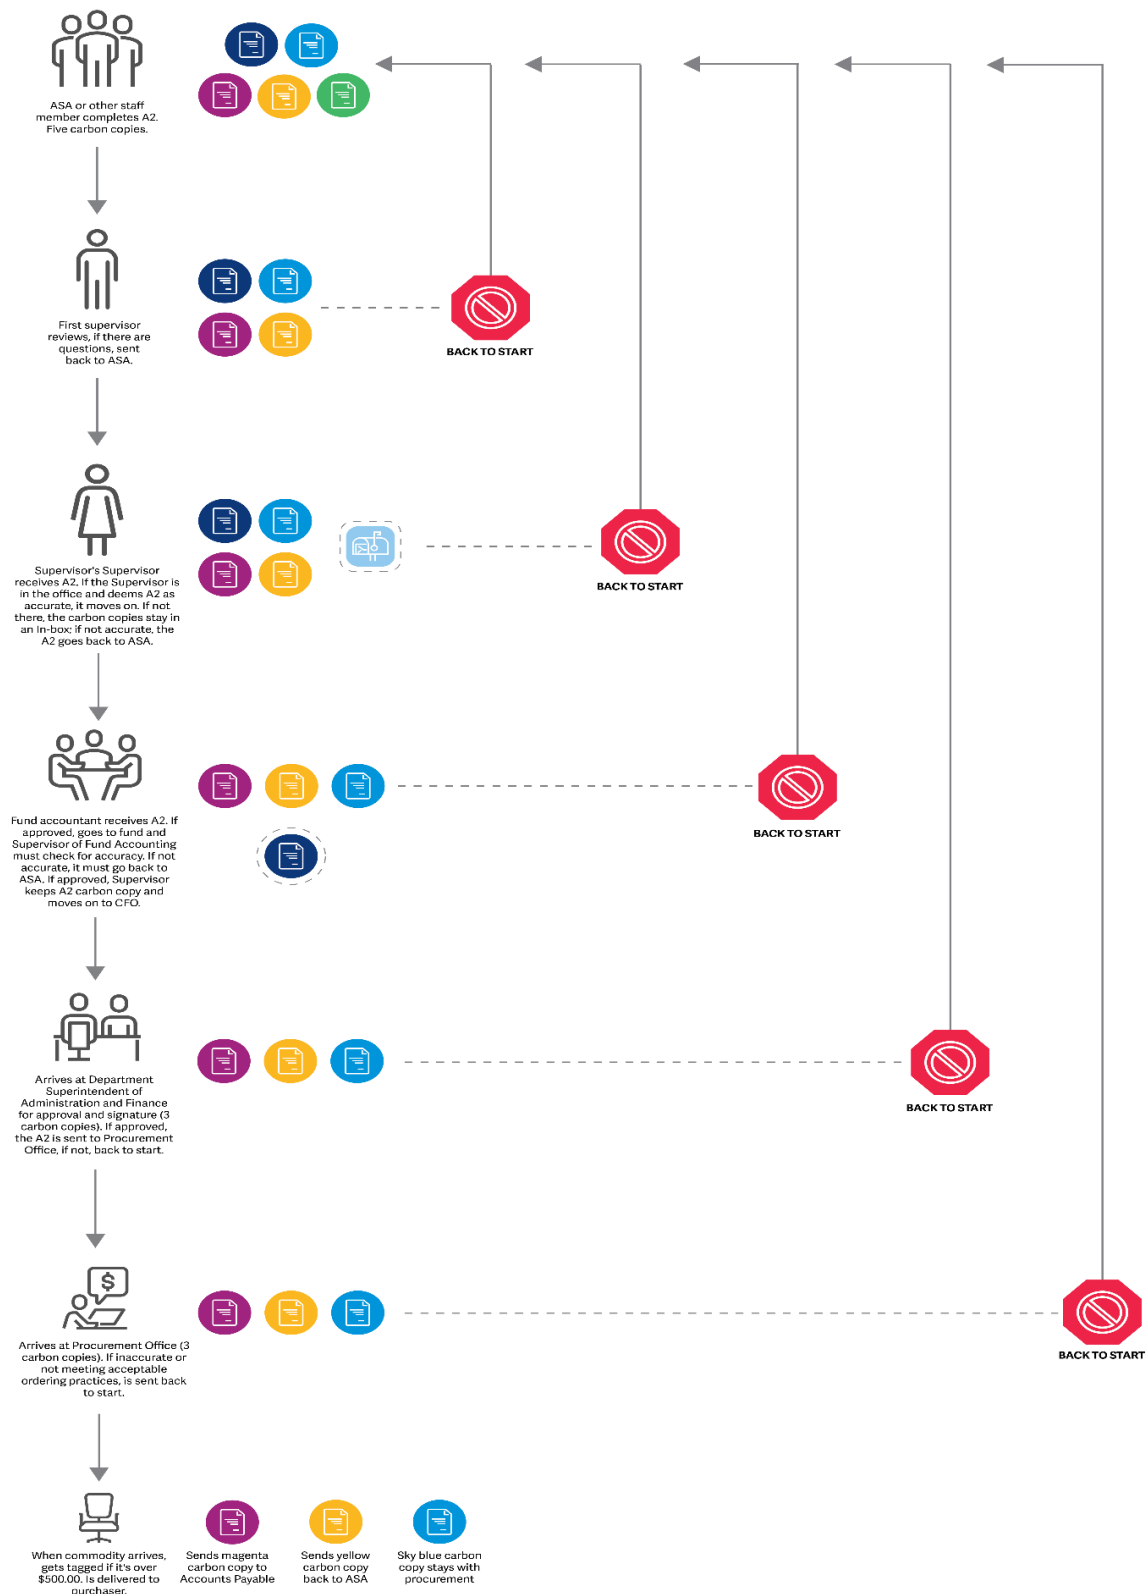 ASA or other staff
member completes A2.
Five carbon copies.
First supervisor
reviews, if there are
questions, sent
back to ASA.
BACK TO START
Supervisor's Supervisor
receives A2. If the Supervisor is
in the office and deems A2 as
accurate, it moves on. If not
there, the carbon copies stay in
an In-box; if not accurate, the
A2 goes back to ASA.
BACK TO START
Fund accountant receives A2. If
approved, goes to fund and
Supervisor of Fund Accounting
must check for accuracy. If not
accurate, it must go back to
ASA. If approved, Supervisor
keeps A2 carbon copy and
moves on to CFO.
BACK TO START
Arrives at Department
Superintendent of
Administration and Finance
for approval and signature (3
carbon copies). If approved,
the A2 is sent to Procurement
Office, if not, back to start.
BACK TO START
$
Arrives at Procurement Office (3
carbon copies). If inaccurate or
not meeting acceptable
ordering practices, is sent back
to start.
BACK TO START
When commodity arrives,
gets tagged if it's over
$500.00. Is delivered to
purchaser.
Sends magenta
carbon copy to
Accounts Payable
Sends yellow
carbon copy
back to ASA
Sky blue carbon
copy stays with
procurement